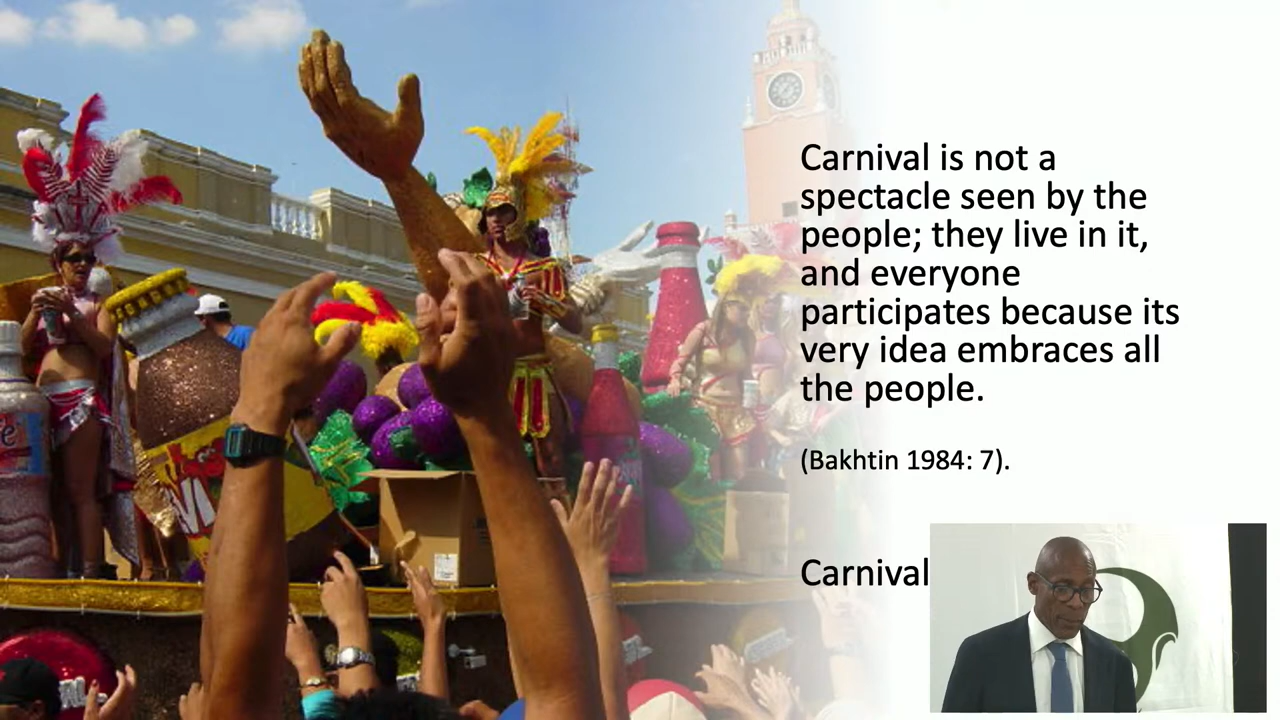 Carnival is not a
spectacle seen by the
people; they live in it,
and everyone
participates because its
very idea embraces all
the people.
(Bakhtin 1984: 7).
Carnival